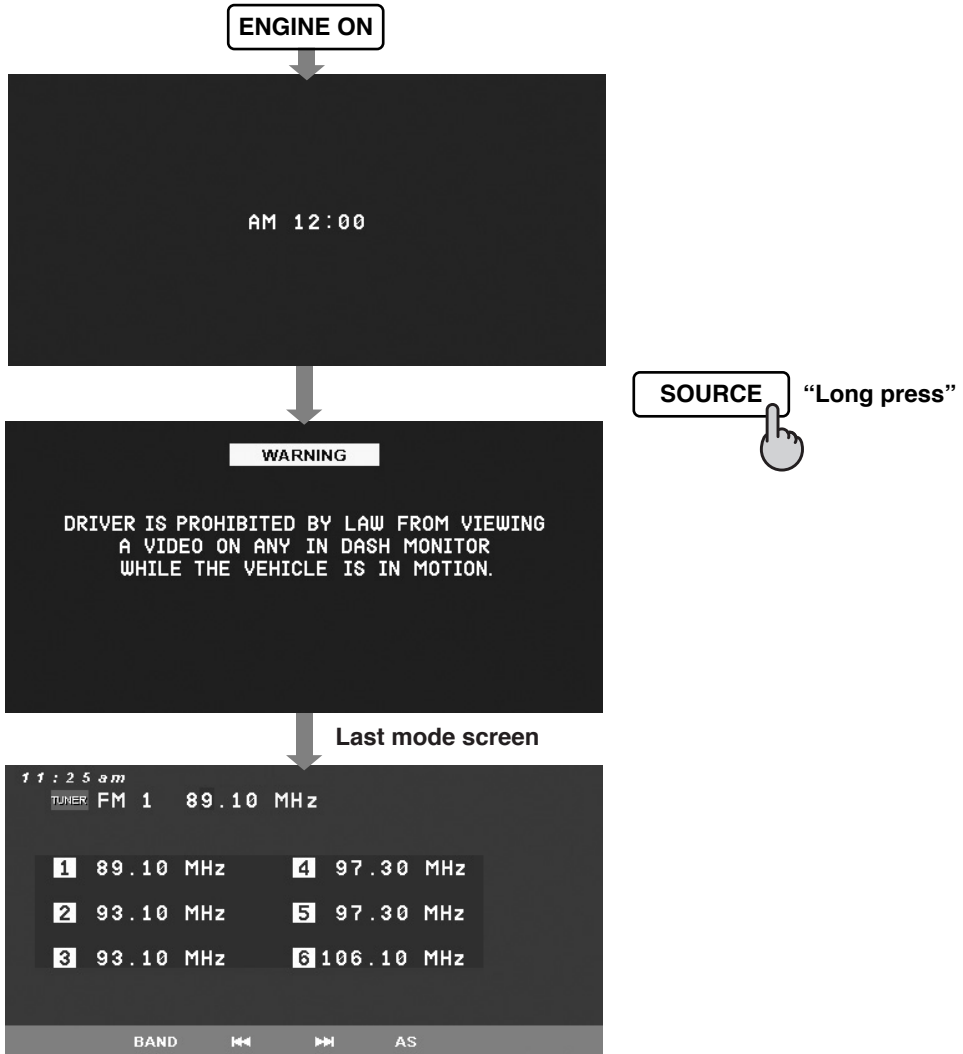 ENGINE ON
AM 12:00
SOURCE “Long press”
WARNING
DRIVER IS PROHIBITED BY LAW FROM VIEWING
A VIDEO ON ANY IN DASH MONITOR
WHILE THE VEHICLE IS IN MOTION.
Last mode screen
11:25am
TUNER FM 1 89.10 MHz
1 89.10 MHz 4 97.30 MHz
2 93.10 MHz 5 97.30 MHz
3 93.10 MHz 6 106.10 MHz
BAND AS